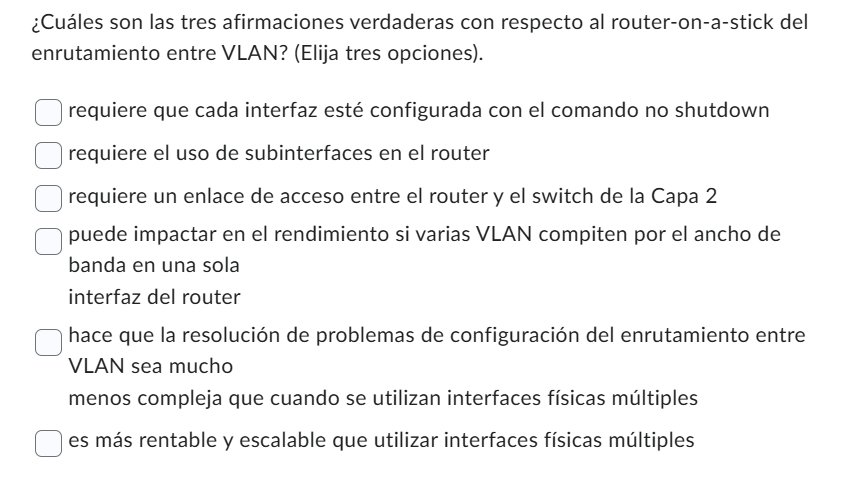 ¿Cuáles son las tres afirmaciones verdaderas con respecto al router-on-a-stick del
enrutamiento entre VLAN? (Elija tres opciones).
requiere que cada interfaz esté configurada con el comando no shutdown
requiere el uso de subinterfaces en el router
requiere un enlace de acceso entre el router y el switch de la Capa 2
puede impactar en el rendimiento si varias VLAN compiten por el ancho de
banda en una sola
interfaz del router
hace que la resolución de problemas de configuración del enrutamiento entre
VLAN sea mucho
menos compleja que cuando se utilizan interfaces físicas múltiples
es más rentable y escalable que utilizar interfaces físicas múltiples